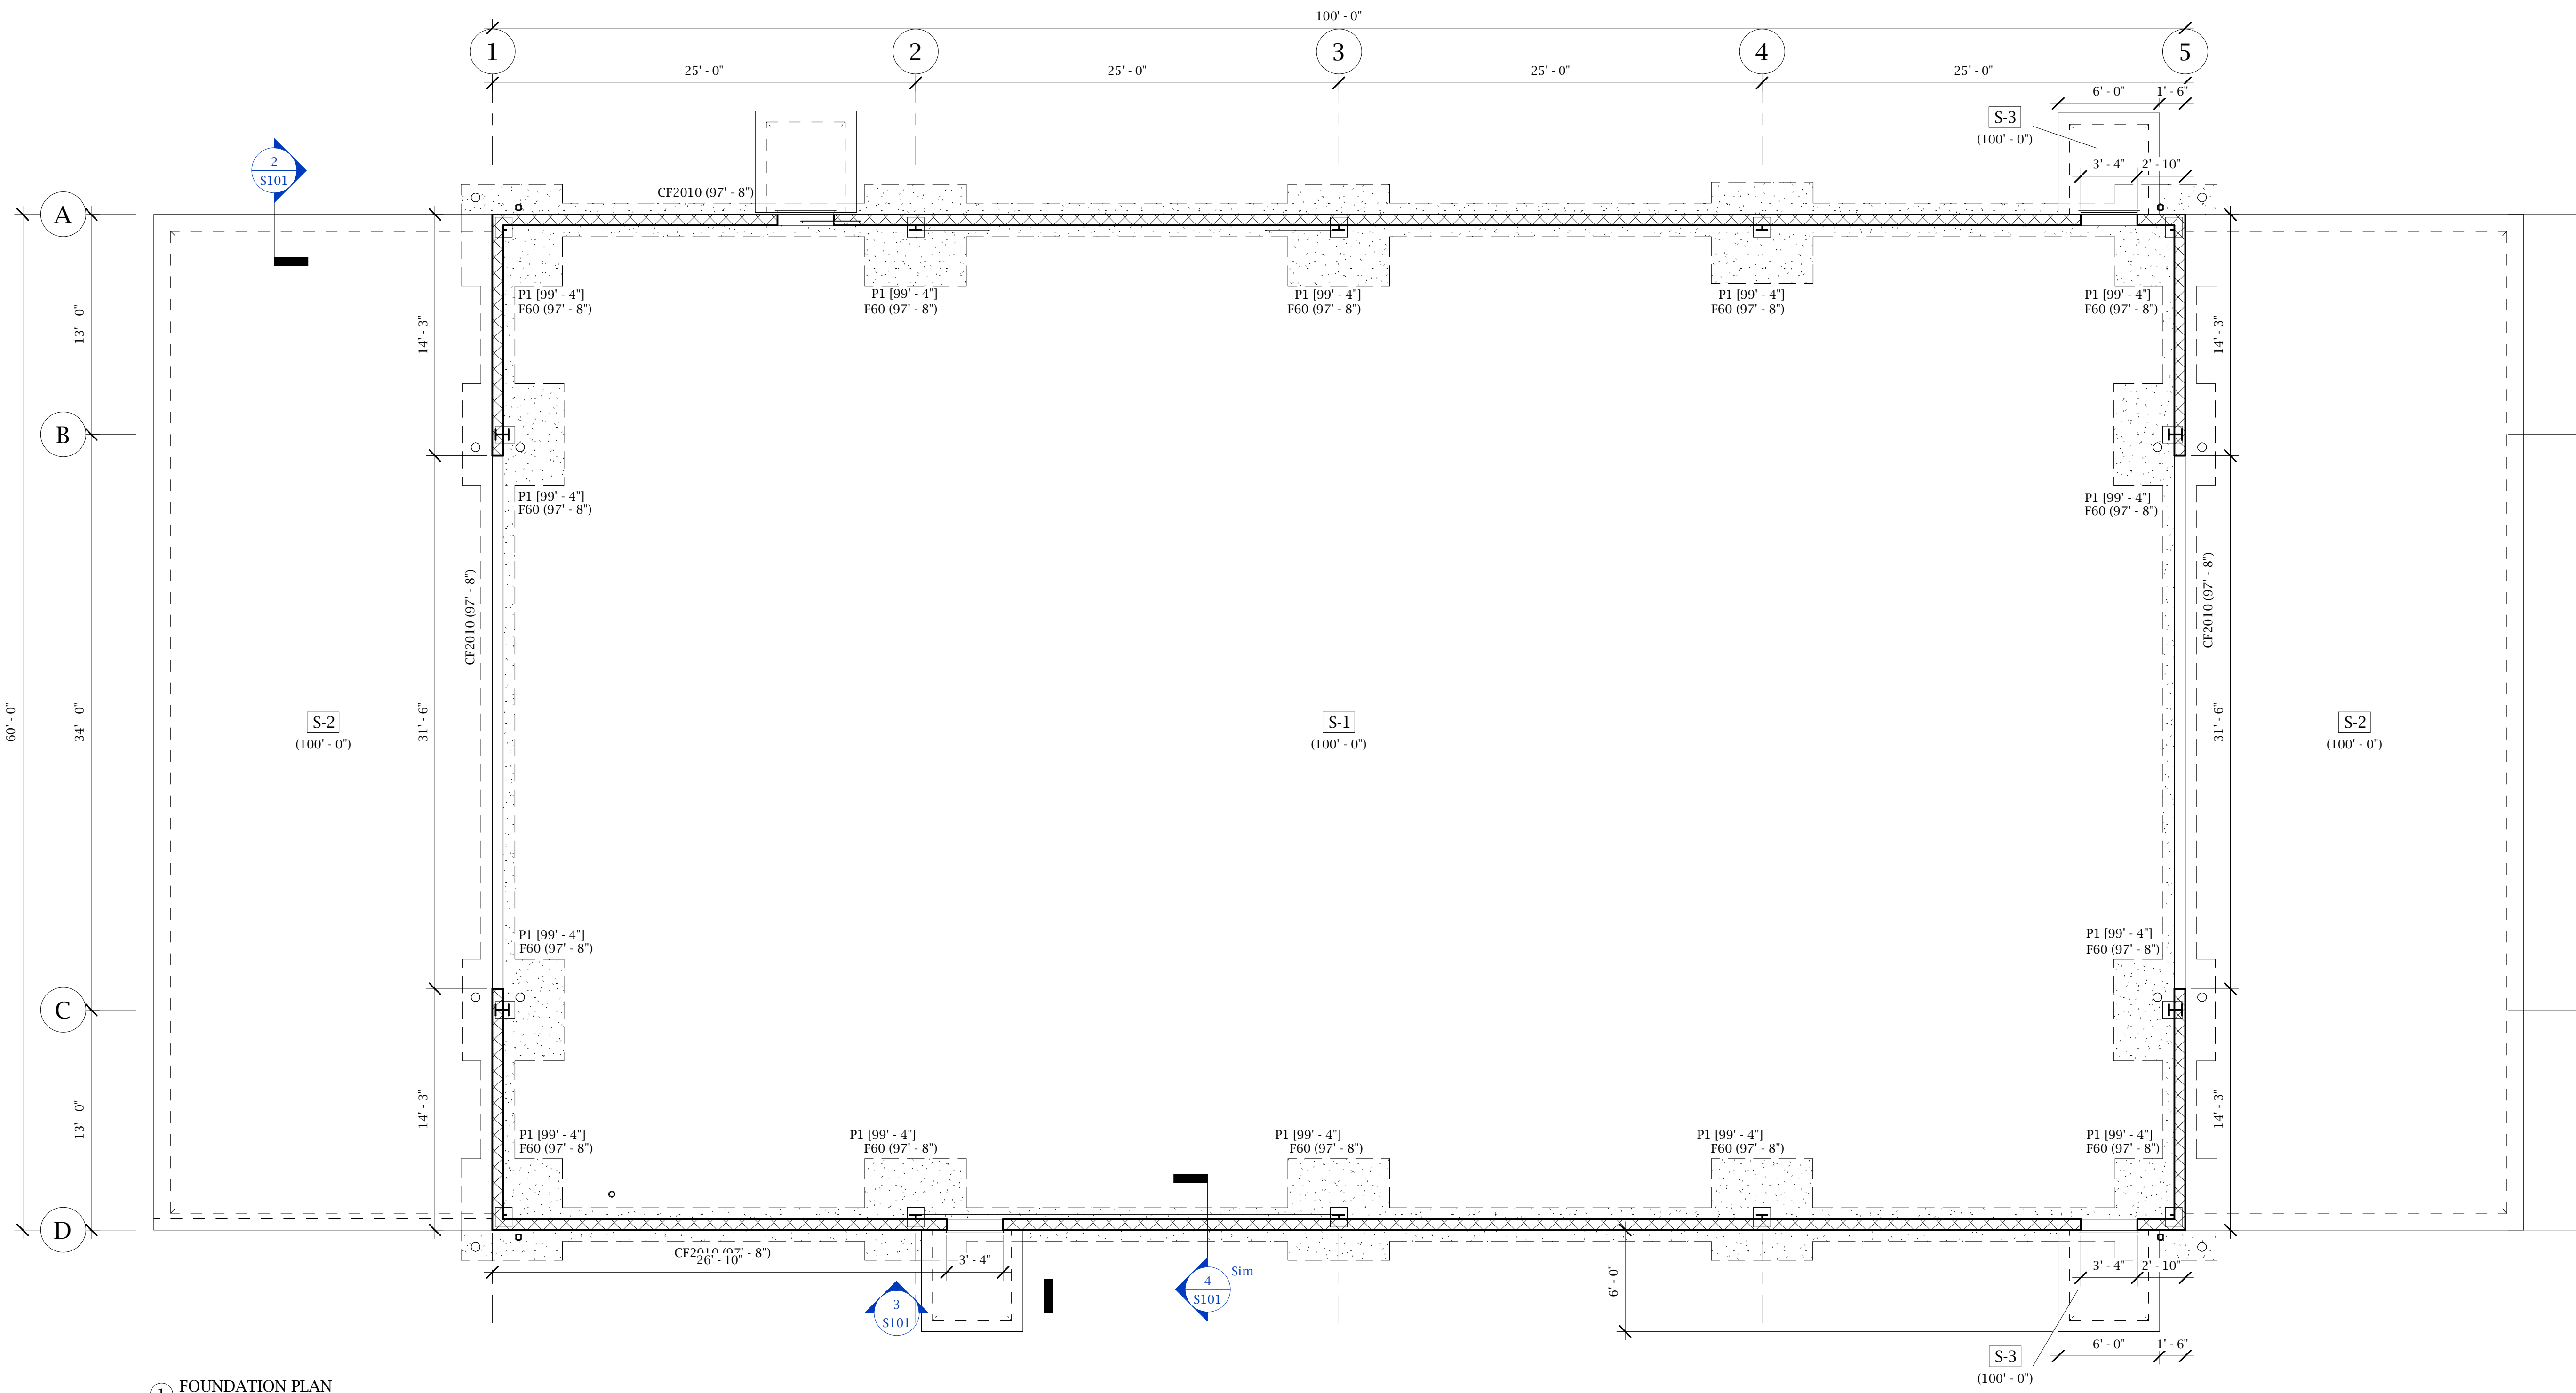 100' - 0"
1
2
3
4
5
25' - 0"
25' - 0"
25' - 0"
25' - 0"
6' - 0"
1' - 6"
S-3
(100' - 0")
3' - 4"
2' - 10"
2
S101
CF2010 (97' - 8")
A
P1 [99' - 4"]
F60 (97' - 8")
P1 [99' - 4"]
F60 (97' - 8")
P1 [99' - 4"]
F60 (97' - 8")
P1 [99' - 4"]
F60 (97' - 8")
P1 [99' - 4"]
F60 (97' - 8")
13' - 0"
14' - 3"
14' - 3"
B
P1 [99' - 4"]
F60 (97' - 8")
P1 [99' - 4"]
F60 (97' - 8")
CF2010 (97' - 8")
CF2010 (97' - 8")
60' - 0"
34' - 0"
S-2
(100' - 0")
31' - 6"
S-1
(100' - 0")
31' - 6"
S-2
(100' - 0")
P1 [99' - 4"]
F60 (97' - 8")
P1 [99' - 4"]
F60 (97' - 8")
C
13' - 0"
14' - 3"
14' - 3"
P1 [99' - 4"]
F60 (97' - 8")
P1 [99' - 4"]
F60 (97' - 8")
P1 [99' - 4"]
F60 (97' - 8")
P1 [99' - 4"]
F60 (97' - 8")
P1 [99' - 4"]
F60 (97' - 8")
D
CF2010 (97' - 8")
26' - 10"
3' - 4"
3
S101
4
S101
Sim
6' - 0"
3' - 4"
2' - 10"
6' - 0"
1' - 6"
S-3
(100' - 0")
1
FOUNDATION PLAN